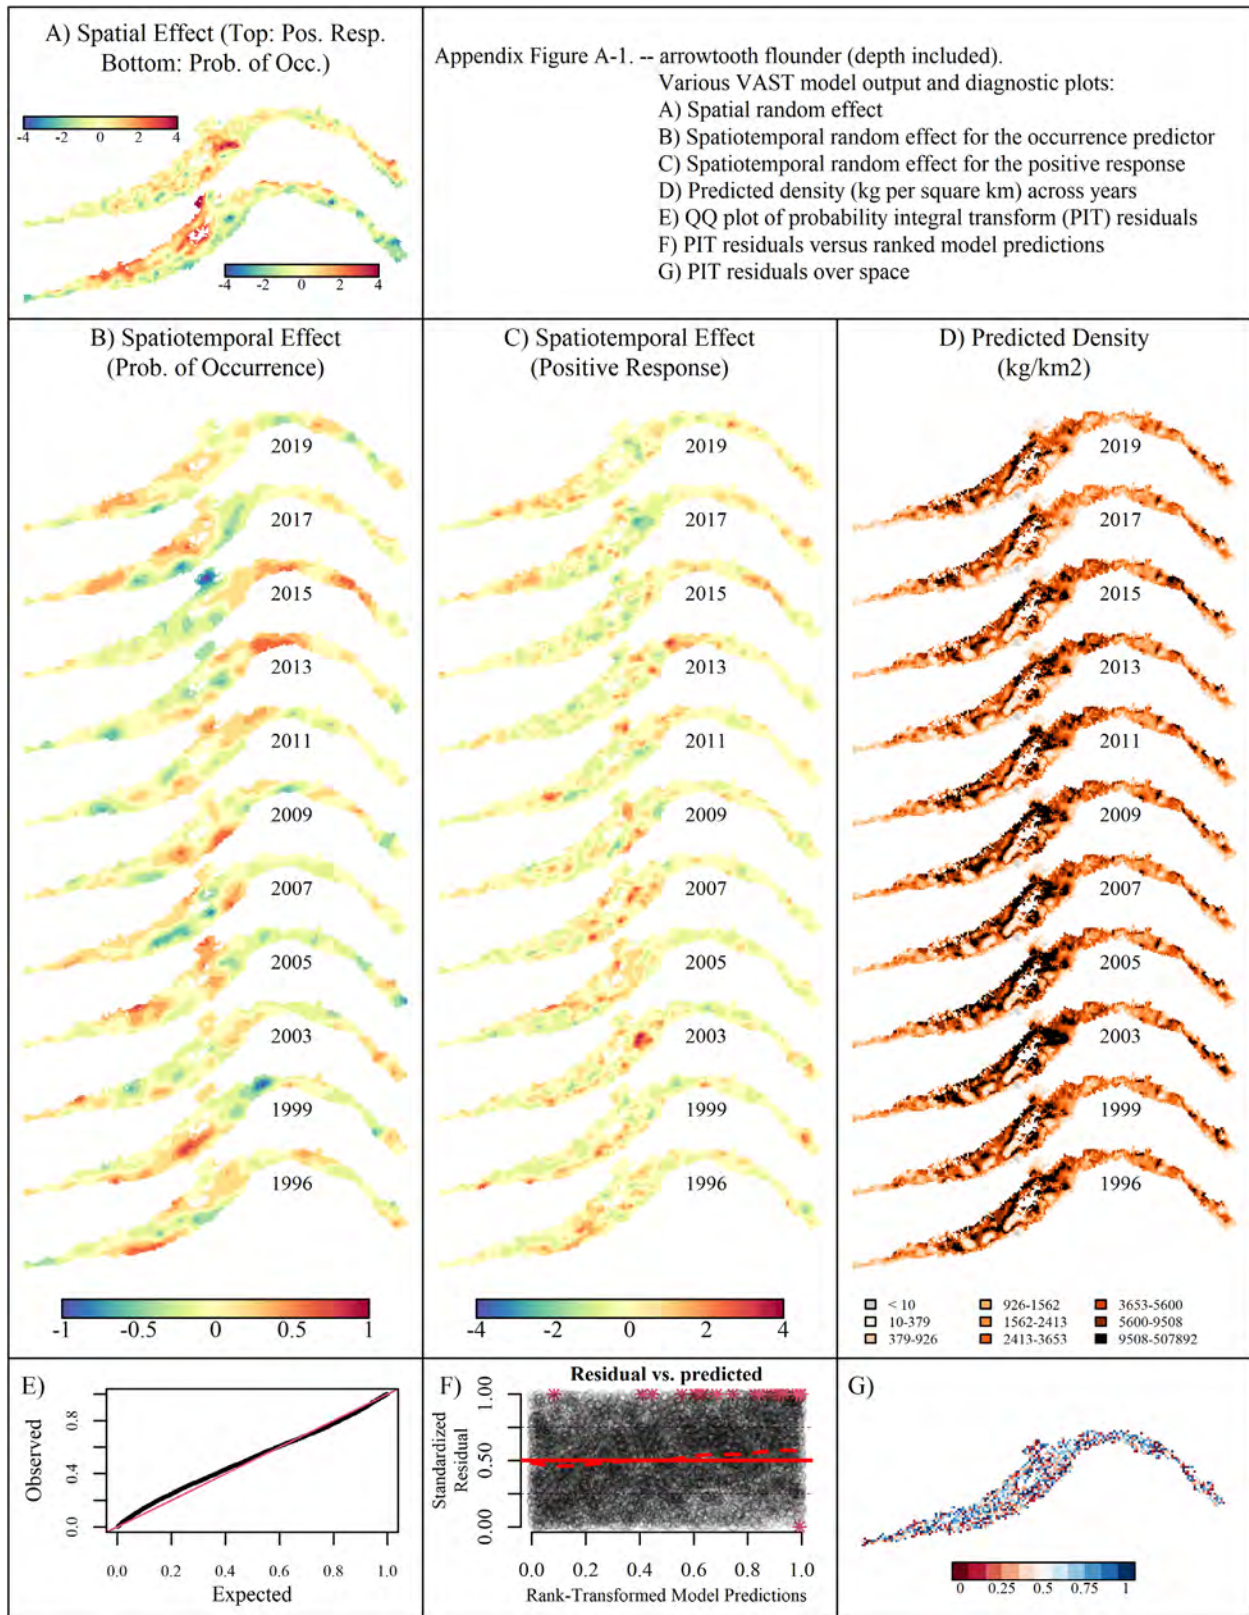 A) Spatial Effect (Top: Pos. Resp.
Bottom: Prob. of Occ.)
-4 -2 0 2 4
-4 -2 0 2 4
Appendix Figure A-1. -- arrowtooth flounder (depth included).
Various VAST model output and diagnostic plots:
A) Spatial random effect
B) Spatiotemporal random effect for the occurrence predictor
C) Spatiotemporal random effect for the positive response
D) Predicted density (kg per square km) across years
E) QQ plot of probability integral transform (PIT) residuals
F) PIT residuals versus ranked model predictions
G) PIT residuals over space
B) Spatiotemporal Effect
(Prob. of Occurrence)
2019
2017
2015
2013
2011
2009
2007
2005
2003
1999
1996
-1 -0.5 0 0.5 1
C) Spatiotemporal Effect
(Positive Response)
2019
2017
2015
2013
2011
2009
2007
2005
2003
1999
1996
-4 -2 0 2 4
D) Predicted Density
(kg/km2)
2019
2017
2015
2013
2011
2009
2007
2005
2003
1999
1996
< 10 926-1562 3653-5600
10-379 1562-2413 5600-9508
379-926 2413-3653 9508-507892
E)
Observed
0.0 0.4 0.8
0.0 0.2 0.4 0.6 0.8 1.0
Expected
F)
Residual vs. predicted
Standardized
Residual
0.00 0.50 1.00
0.0 0.2 0.4 0.6 0.8 1.0
Rank-Transformed Model Predictions
G)
0 0.25 0.5 0.75 1